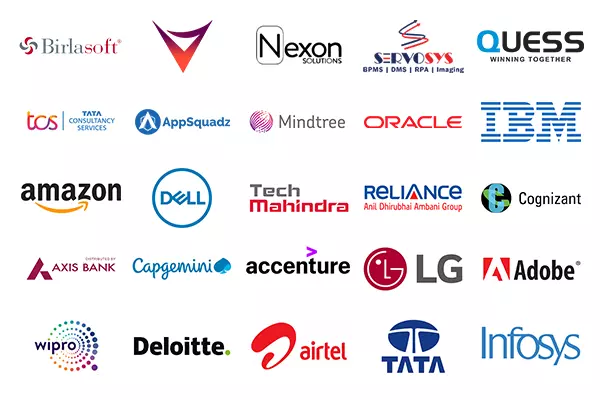 Birlasoft®
Nexon
SOLUTIONS
SERVOSYS
BPMS | DMS | RPA | Imaging
QUESS
WINNING TOGETHER
tcs TATA
CONSULTANCY
SERVICES
AppSquadz
Mindtree
ORACLE
IBM
amazon
DELL
Tech
Mahindra
RELIANCE
Anil Dhirubhai Ambani Group
Cognizant
DISTRIBUTED BY
AXIS BANK
Capgemini
accenture
LG
Adobe®
wipro
Deloitte.
airtel
TATA
Infosys